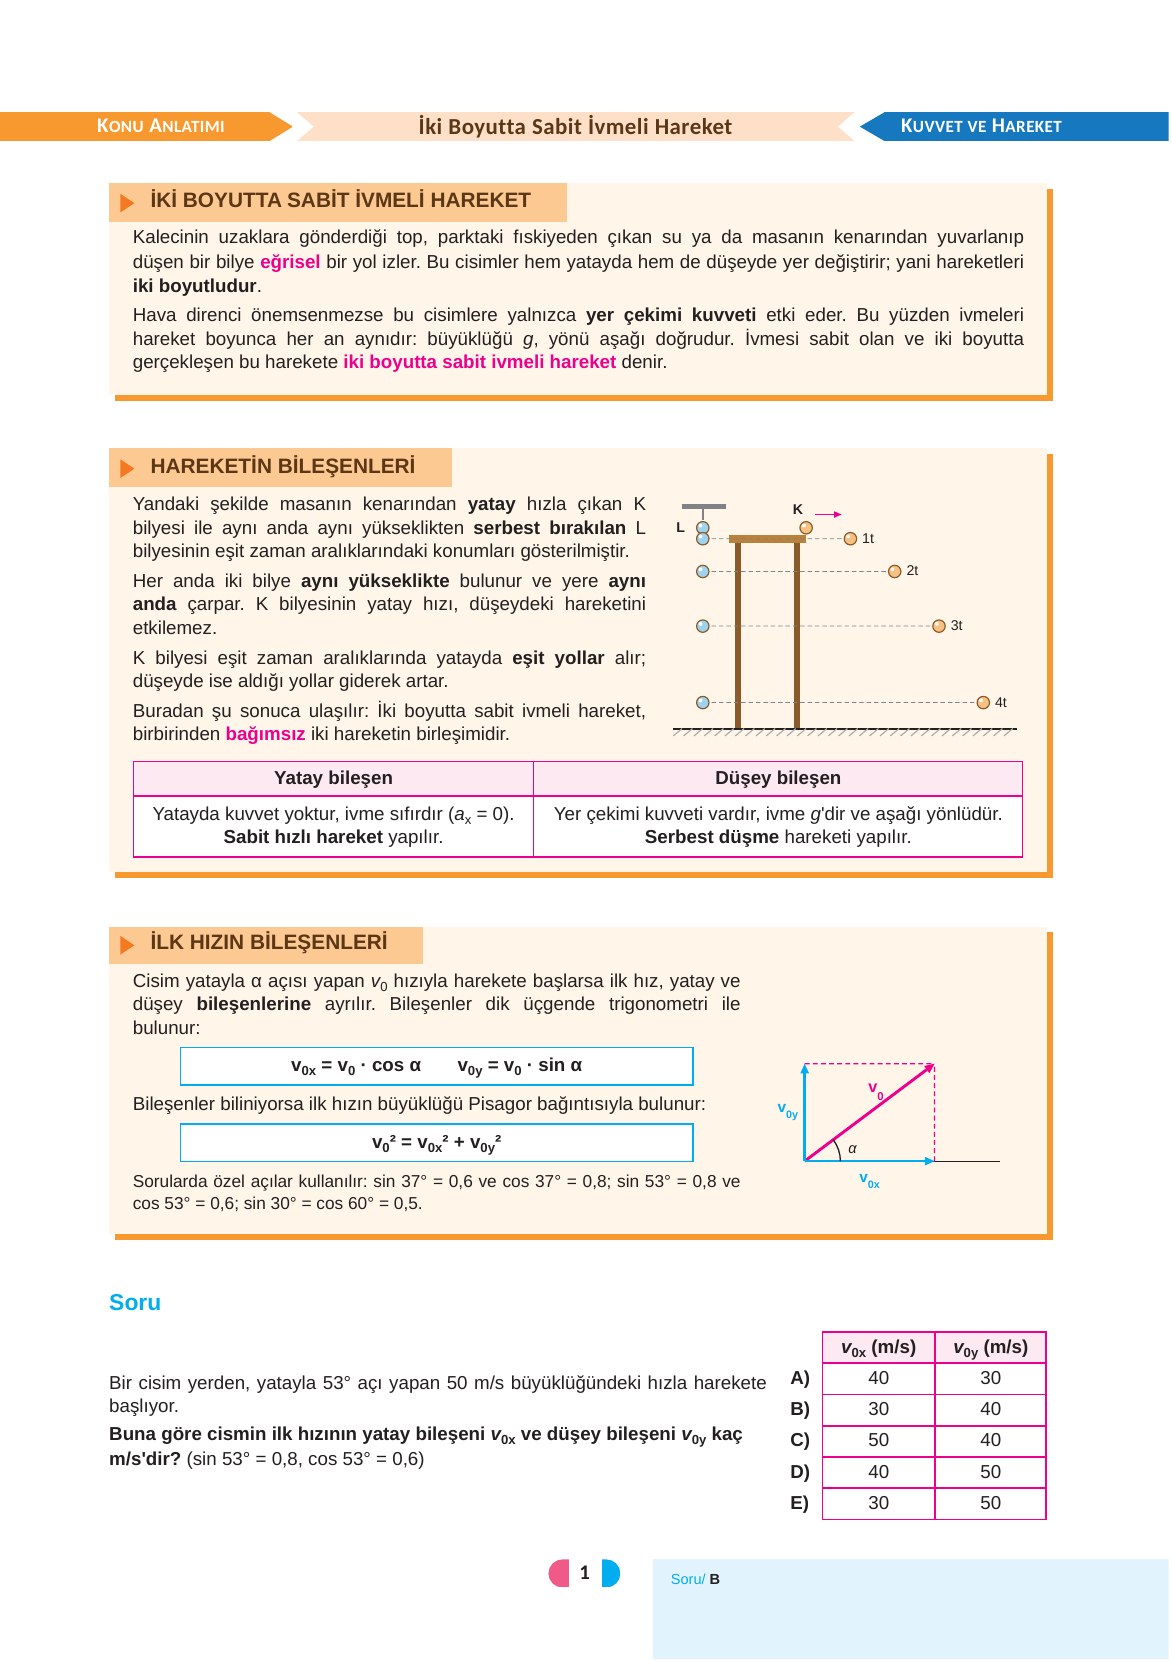 KONU ANLATIMI
İki Boyutta Sabit İvmeli Hareket
KUVVET VE HAREKET
İKİ BOYUTTA SABİT İVMELİ HAREKET
Kalecinin uzaklara gönderdiği top, parktaki fıskiyeden çıkan su ya da masanın kenarından yuvarlanıp
düşen bir bilye eğrisel bir yol izler. Bu cisimler hem yatayda hem de düşeyde yer değiştirir; yani hareketleri
iki boyutludur.
Hava direnci önemsenmezse bu cisimlere yalnızca yer çekimi kuvveti etki eder. Bu yüzden ivmeleri
hareket boyunca her an aynıdır: büyüklüğü g, yönü aşağı doğrudur. İvmesi sabit olan ve iki boyutta
gerçekleşen bu harekete iki boyutta sabit ivmeli hareket denir.
HAREKETİN BİLEŞENLERİ
Yandaki şekilde masanın kenarından yatay hızla çıkan K
bilyesi ile aynı anda aynı yükseklikten serbest bırakılan L
bilyesinin eşit zaman aralıklarındaki konumları gösterilmiştir.
Her anda iki bilye aynı yükseklikte bulunur ve yere aynı
anda çarpar. K bilyesinin yatay hızı, düşeydeki hareketini
etkilemez.
K bilyesi eşit zaman aralıklarında yatayda eşit yollar alır;
düşeyde ise aldığı yollar giderek artar.
Buradan şu sonuca ulaşılır: İki boyutta sabit ivmeli hareket,
birbirinden bağımsız iki hareketin birleşimidir.
K
L
1t
2t
3t
4t
Yatay bileşen
Düşey bileşen
Yatayda kuvvet yoktur, ivme sıfırdır (ax = 0).
Sabit hızlı hareket yapılır.
Yer çekimi kuvveti vardır, ivme g'dir ve aşağı yönlüdür.
Serbest düşme hareketi yapılır.
İLK HIZIN BİLEŞENLERİ
Cisim yatayla α açısı yapan v0 hızıyla harekete başlarsa ilk hız, yatay ve
düşey bileşenlerine ayrılır. Bileşenler dik üçgende trigonometri ile
bulunur:
v0x = v0 · cos α v0y = v0 · sin α
Bileşenler biliniyorsa ilk hızın büyüklüğü Pisagor bağıntısıyla bulunur:
v0² = v0x² + v0y²
Sorularda özel açılar kullanılır: sin 37° = 0,6 ve cos 37° = 0,8; sin 53° = 0,8 ve
cos 53° = 0,6; sin 30° = cos 60° = 0,5.
v0
v0y
α
v0x
Soru
Bir cisim yerden, yatayla 53° açı yapan 50 m/s büyüklüğündeki hızla harekete
başlıyor.
Buna göre cismin ilk hızının yatay bileşeni v0x ve düşey bileşeni v0y kaç
m/s'dir? (sin 53° = 0,8, cos 53° = 0,6)
v0x (m/s) v0y (m/s)
A) 40 30
B) 30 40
C) 50 40
D) 40 50
E) 30 50
1
Soru/ B